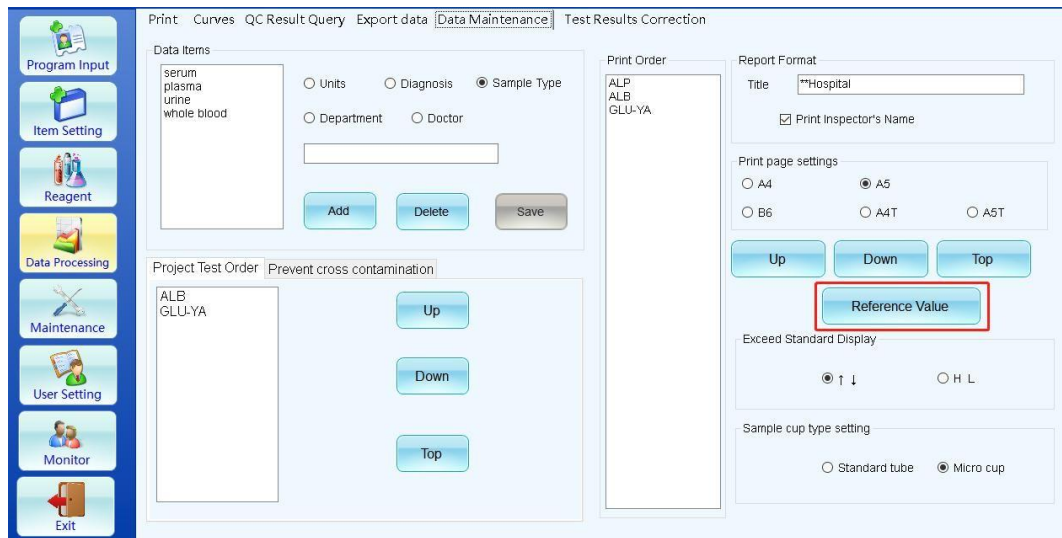 Program Input
Item Setting
Reagent
Data Processing
Maintenance
User Setting
Monitor
Exit
Print Curves QC Result Query Export data Data Maintenance Test Results Correction
Data Items
serum
plasma
urine
whole blood
Units Diagnosis Sample Type
Department Doctor
Add Delete Save
Project Test Order Prevent cross contamination
ALB
GLU-YA
Up
Down
Top
Print Order
ALP
ALB
GLU-YA
Report Format
Title **Hospital
Print Inspector's Name
Print page settings
A4 A5
B6 A4T A5T
Up Down Top
Reference Value
Exceed Standard Display
↑ ↓ H L
Sample cup type setting
Standard tube Micro cup